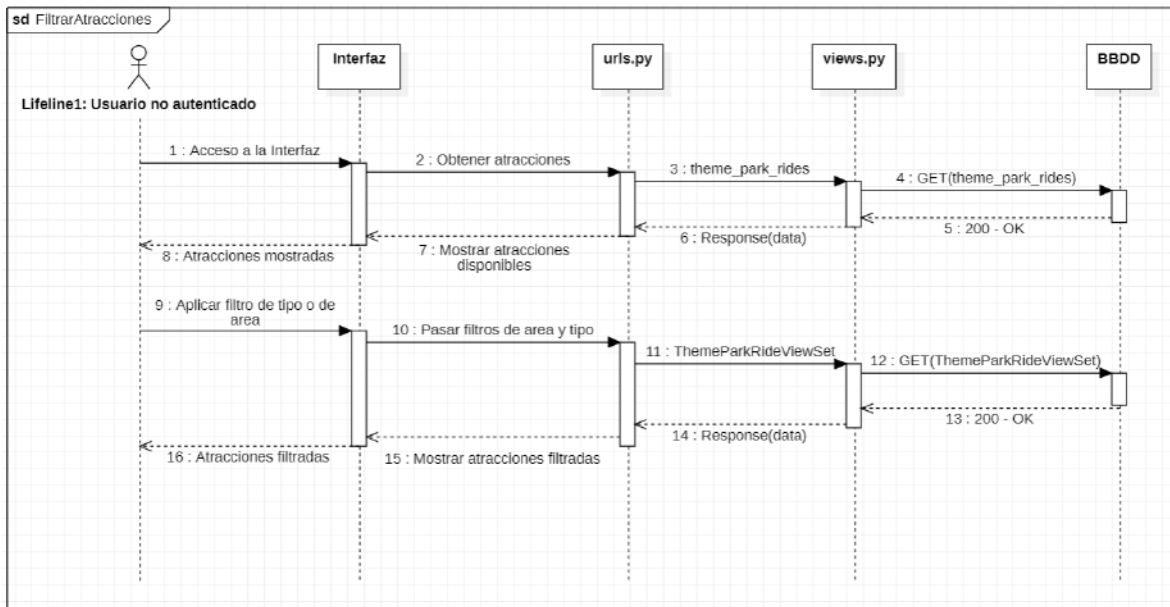 sd FiltrarAtracciones
Interfaz
urls.py
views.py
BBDD
Lifeline1: Usuario no autenticado
1 : Acceso a la Interfaz
2 : Obtener atracciones
3 : theme_park_rides
4 : GET(theme_park_rides)
5 : 200 - OK
6 : Response(data)
7 : Mostrar atracciones
disponibles
8 : Atracciones mostradas
9 : Aplicar filtro de tipo o de
area
10 : Pasar filtros de area y tipo
11 : ThemeParkRideViewSet
12 : GET(ThemeParkRideViewSet)
13 : 200 - OK
14 : Response(data)
15 : Mostrar atracciones filtradas
16 : Atracciones filtradas